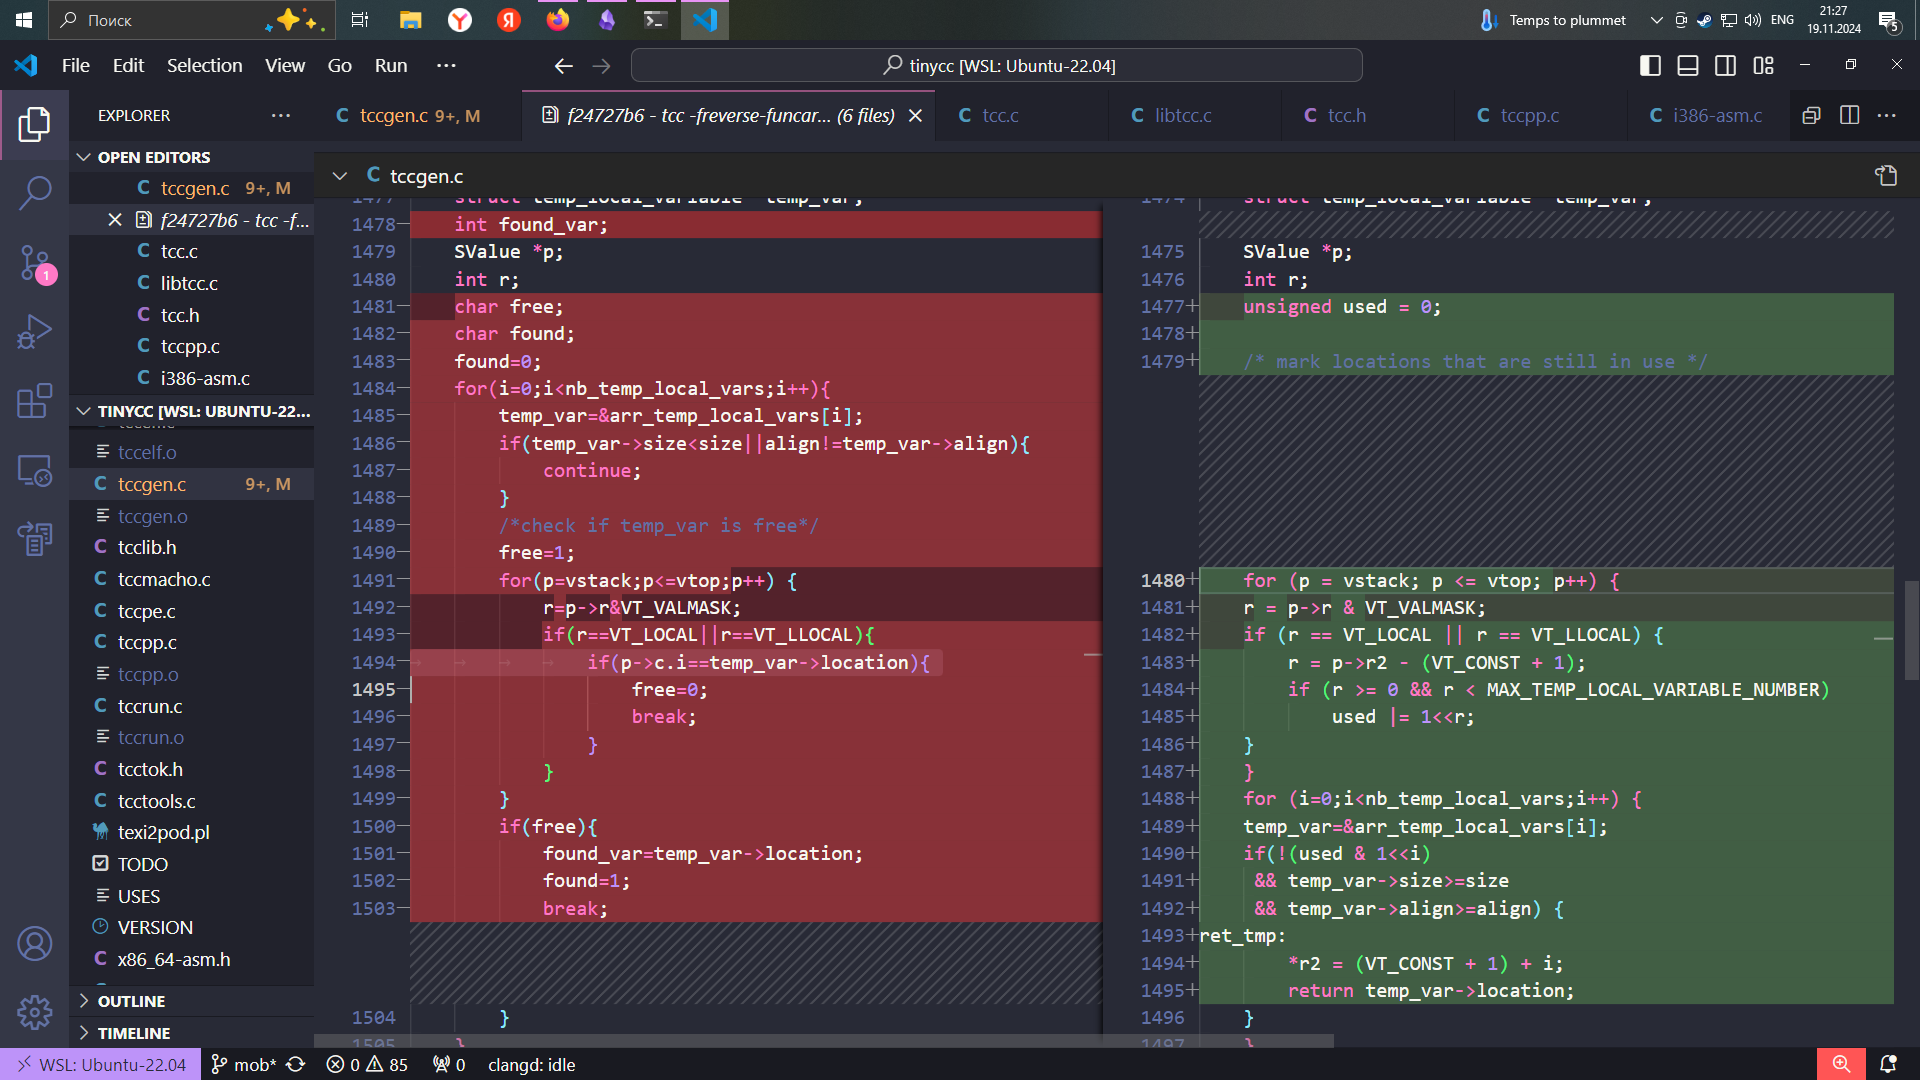 Поиск
Temps to plummet
ENG
21:27
19.11.2024
5
File Edit Selection View Go Run ···
tinycc [WSL: Ubuntu-22.04]
EXPLORER
C tccgen.c 9+, M
f24727b6 - tcc -freverse-funcar... (6 files)
C tcc.c
C libtcc.c
C tcc.h
C tccpp.c
C i386-asm.c
OPEN EDITORS
C tccgen.c 9+, M
f24727b6 - tcc -f...
C tcc.c
C libtcc.c
C tcc.h
C tccpp.c
C i386-asm.c
1
TINYCC [WSL: UBUNTU-22...
tccelf.o
C tccgen.c 9+, M
tccgen.o
C tcclib.h
C tccmacho.c
C tccpe.c
C tccpp.c
tccpp.o
C tccrun.c
tccrun.o
C tcctok.h
C tcctools.c
texi2pod.pl
TODO
USES
VERSION
C x86_64-asm.h
OUTLINE
TIMELINE
C tccgen.c
1477 struct temp_local_variable *temp_var;
1478— int found_var;
1479 SValue *p;
1480 int r;
1481— char free;
1482— char found;
1483— found=0;
1484— for(i=0;i<nb_temp_local_vars;i++){
1485— temp_var=&arr_temp_local_vars[i];
1486— if(temp_var->size<size||align!=temp_var->align){
1487— continue;
1488— }
1489— /*check if temp_var is free*/
1490— free=1;
1491— for(p=vstack;p<=vtop;p++) {
1492— r=p->r&VT_VALMASK;
1493— if(r==VT_LOCAL||r==VT_LLOCAL){
1494— if(p->c.i==temp_var->location){
1495— free=0;
1496— break;
1497— }
1498— }
1499— }
1500— if(free){
1501— found_var=temp_var->location;
1502— found=1;
1503— break;
1504 }
1505 }
1474 struct temp_local_variable *temp_var;
1475 SValue *p;
1476 int r;
1477+ unsigned used = 0;
1478+
1479+ /* mark locations that are still in use */
1480+ for (p = vstack; p <= vtop; p++) {
1481+ r = p->r & VT_VALMASK;
1482+ if (r == VT_LOCAL || r == VT_LLOCAL) {
1483+ r = p->r2 - (VT_CONST + 1);
1484+ if (r >= 0 && r < MAX_TEMP_LOCAL_VARIABLE_NUMBER)
1485+ used |= 1<<r;
1486+ }
1487+ }
1488+ for (i=0;i<nb_temp_local_vars;i++) {
1489+ temp_var=&arr_temp_local_vars[i];
1490+ if(!(used & 1<<i)
1491+ && temp_var->size>=size
1492+ && temp_var->align>=align) {
1493+ ret_tmp:
1494+ *r2 = (VT_CONST + 1) + i;
1495+ return temp_var->location;
1496 }
1497 }
WSL: Ubuntu-22.04 mob* 0 85 0 clangd: idle